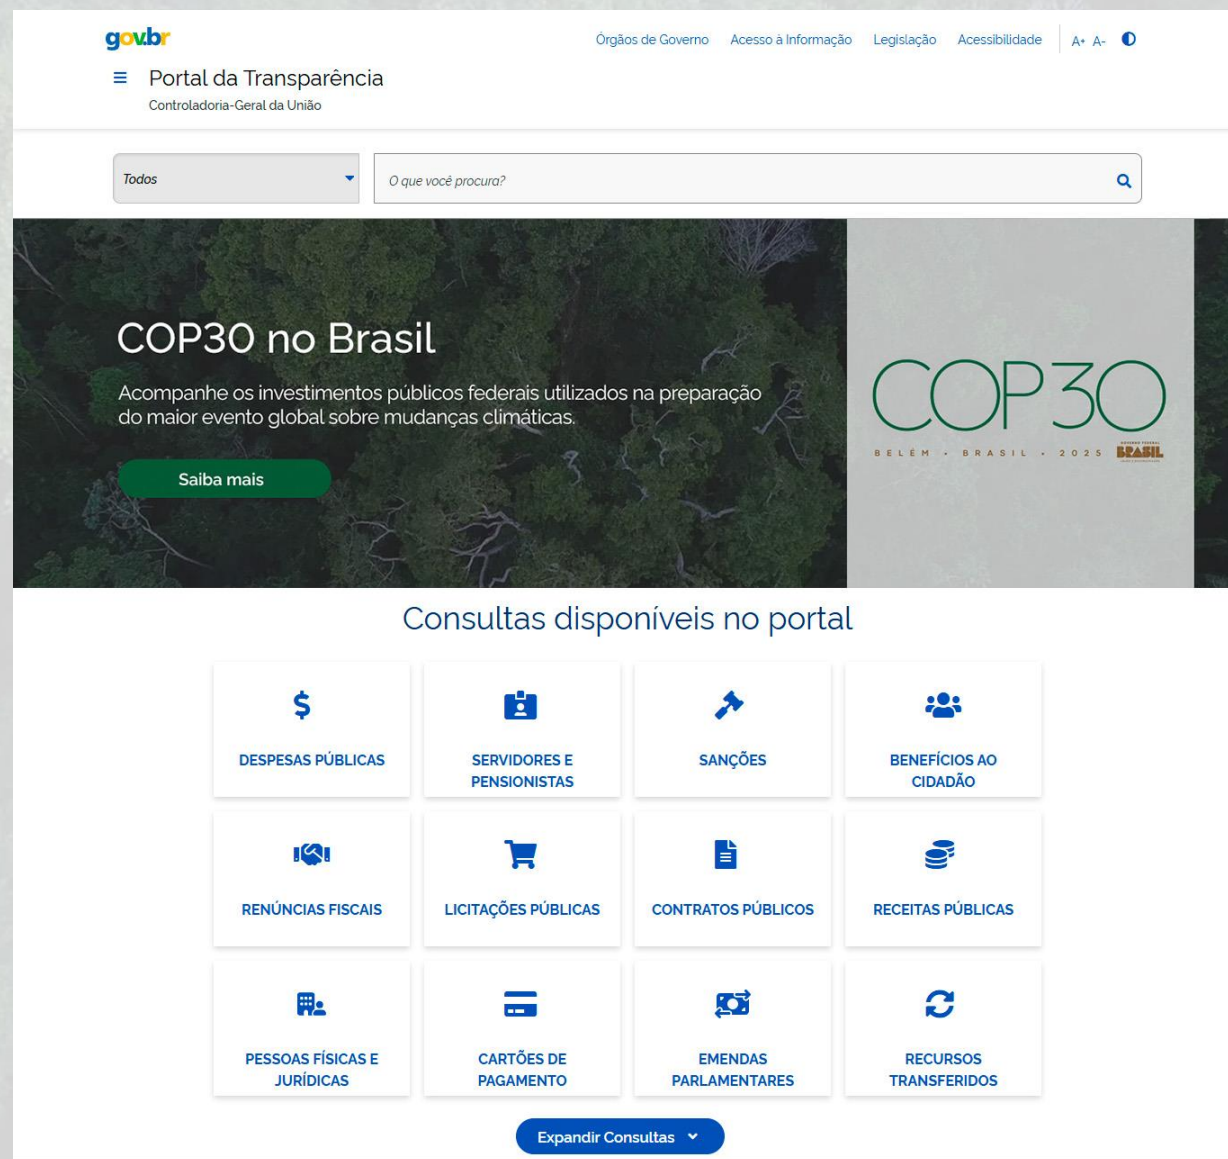 gov.br
Órgãos de Governo Acesso à Informação Legislação Acessibilidade A+ A-
Portal da Transparência
Controladoria-Geral da União
Todos
O que você procura?
COP30 no Brasil
Acompanhe os investimentos públicos federais utilizados na preparação
do maior evento global sobre mudanças climáticas.
Saiba mais
COP30
BELÉM • BRASIL • 2025
GOVERNO FEDERAL
BRASIL
Consultas disponíveis no portal
DESPESAS PÚBLICAS
SERVIDORES E
PENSIONISTAS
SANÇÕES
BENEFÍCIOS AO
CIDADÃO
RENÚNCIAS FISCAIS
LICITAÇÕES PÚBLICAS
CONTRATOS PÚBLICOS
RECEITAS PÚBLICAS
PESSOAS FÍSICAS E
JURÍDICAS
CARTÕES DE
PAGAMENTO
EMENDAS
PARLAMENTARES
RECURSOS
TRANSFERIDOS
Expandir Consultas